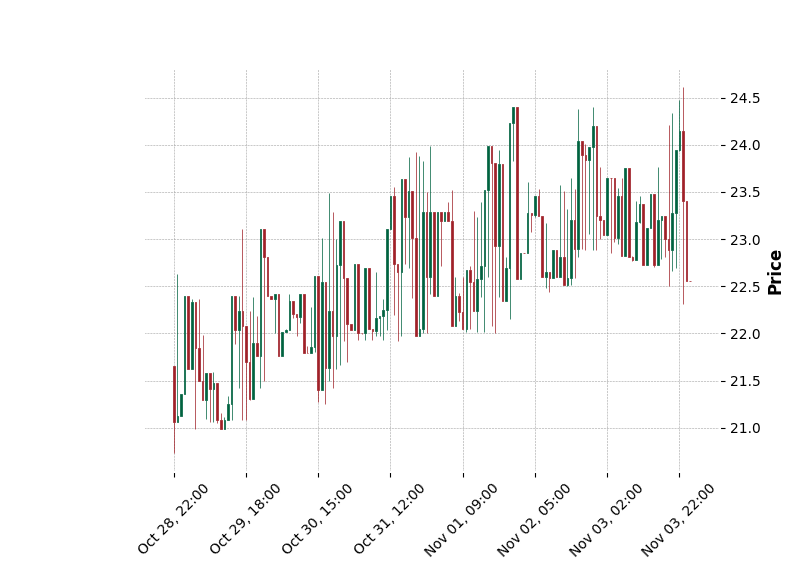 24.5
24.0
23.5
23.0
22.5
22.0
21.5
21.0
Price
Oct 28, 22:00
Oct 29, 18:00
Oct 30, 15:00
Oct 31, 12:00
Nov 01, 09:00
Nov 02, 05:00
Nov 03, 02:00
Nov 03, 22:00